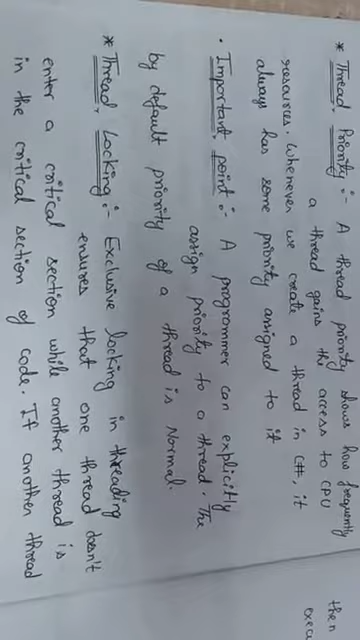 * Thread Priority :- A thread priority shows how frequently
a thread gains the access to CPU
resources. Whenever we create a thread in C#, it
always has some priority assigned to it
• Important point :- A programmer can explicitly
assign priority to a thread. The
by default priority of a thread is Normal.
* Thread Locking :- Exclusive locking in threading
ensures that one thread doesn't
enter a critical section while another thread is
in the critical section of code. If another thread
then